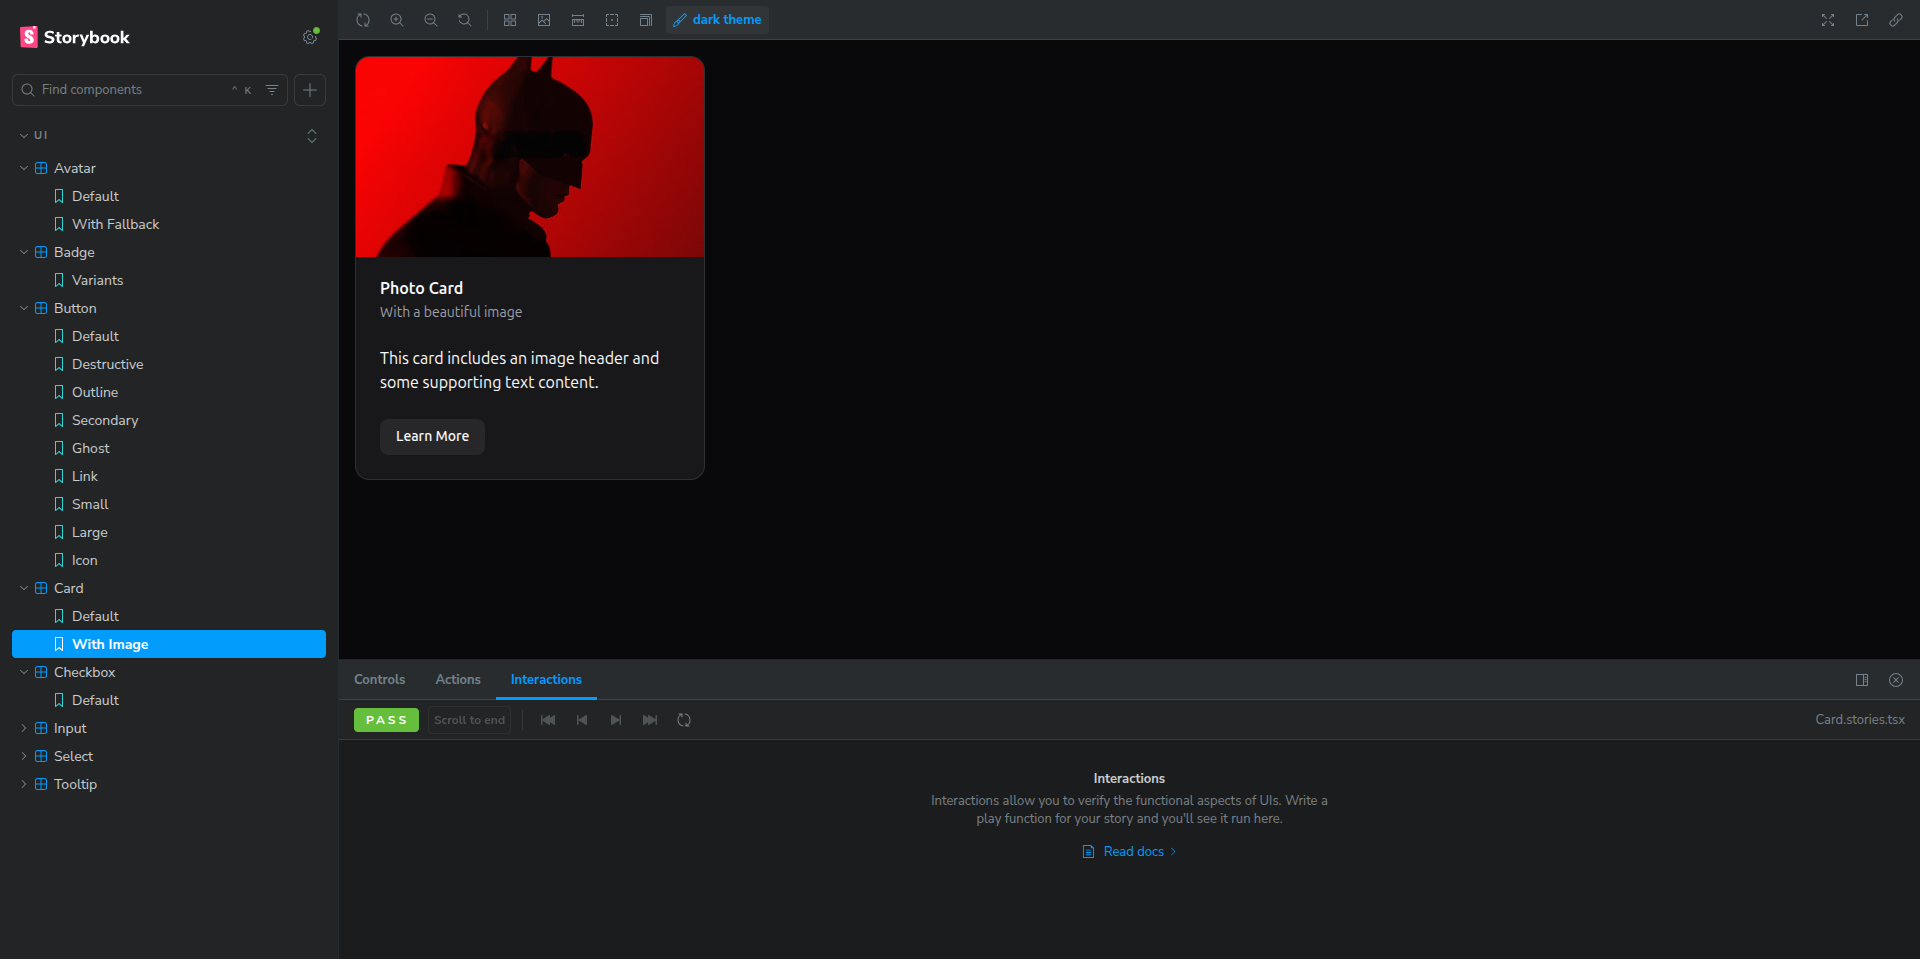 Storybook
Find components
^ K
UI
Avatar
Default
With Fallback
Badge
Variants
Button
Default
Destructive
Outline
Secondary
Ghost
Link
Small
Large
Icon
Card
Default
With Image
Checkbox
Default
Input
Select
Tooltip
dark theme
Photo Card
With a beautiful image
This card includes an image header and
some supporting text content.
Learn More
Controls Actions Interactions
PASS Scroll to end Card.stories.tsx
Interactions
Interactions allow you to verify the functional aspects of UIs. Write a
play function for your story and you'll see it run here.
Read docs